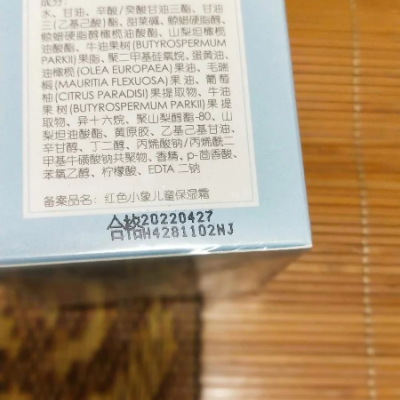 成分:
水、甘油、辛酸/癸酸甘油三酯、甘油
三(乙基己酸)酯、甜菜碱、鲸蜡硬脂醇、
鲸蜡硬脂醇橄榄油酸酯、山梨坦橄榄
油酸酯、牛油果树(BUTYROSPERMUM
PARKII)果脂、聚二甲基硅氧烷、蛋黄油、
油橄榄(OLEA EUROPAEA)果油、毛瑞
榈(MAURITIA FLEXUOSA)果油、葡萄
柚(CITRUS PARADISI)果提取物、牛油
果树(BUTYROSPERMUM PARKII)果提
取物、异十六烷、聚山梨醇酯-80、山
梨坦油酸酯、黄原胶、乙基己基甘油、
辛甘醇、丁二醇、丙烯酸钠/丙烯酰二
甲基牛磺酸钠共聚物、香精、p-茴香酸、
苯氧乙醇、柠檬酸、EDTA 二钠
备案品名:红色小象儿童保湿霜
合格20220427
H4281102NJ